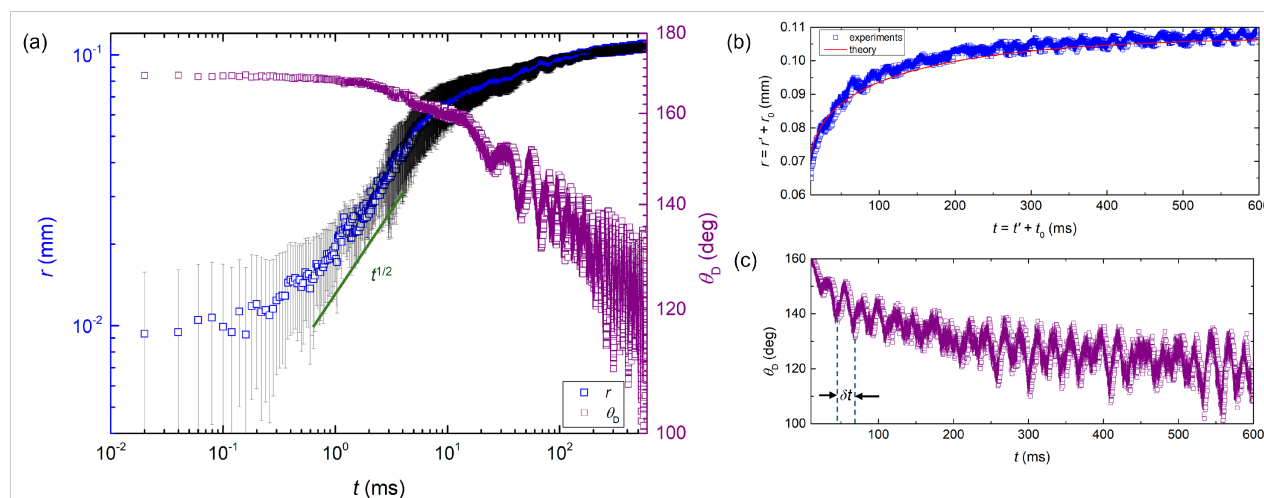 (a)
10⁻¹
10⁻²
r (mm)
180
160
140
120
100
θ_D (deg)
t^1/2
r
θ_D
10⁻²
10⁻¹
10⁰
10¹
10²
t (ms)
(b)
0.11
0.10
0.09
0.08
0.07
0.06
r = r′ + r₀ (mm)
experiments
theory
100 200 300 400 500 600
t = t′ + t₀ (ms)
(c)
160
140
120
100
θ_D (deg)
δt
100 200 300 400 500 600
t (ms)